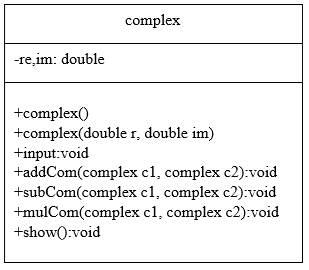 complex
-re,im: double
+complex()
+complex(double r, double im)
+input:void
+addCom(complex c1, complex c2):void
+subCom(complex c1, complex c2):void
+mulCom(complex c1, complex c2):void
+show():void